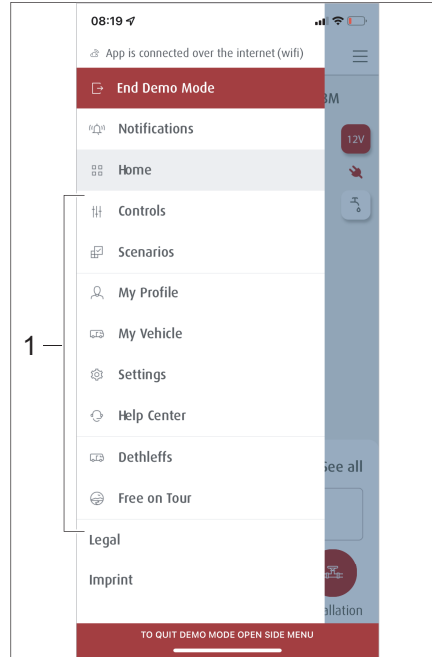 08:19
App is connected over the internet (wifi)
End Demo Mode
3M
Notifications
12V
Home
Controls
Scenarios
My Profile
My Vehicle
1
Settings
Help Center
Dethleffs
See all
Free on Tour
Legal
Imprint
allation
TO QUIT DEMO MODE OPEN SIDE MENU